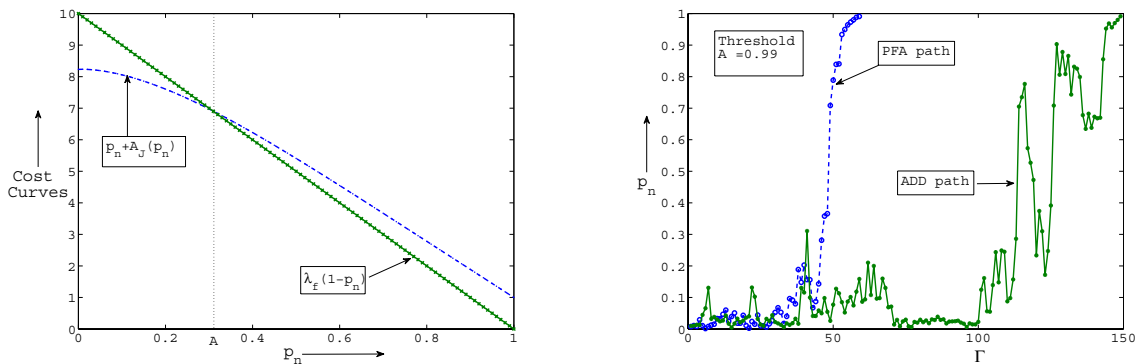 10
9
8
7
6
5
4
3
2
1
0
Cost
Curves
p_n+A_J(p_n)
λ_f(1-p_n)
0
0.2
A
0.4
0.6
0.8
1
p_n
1
0.9
0.8
0.7
0.6
0.5
0.4
0.3
0.2
0.1
0
p_n
Threshold
A =0.99
PFA path
ADD path
0
50
100
150
Γ